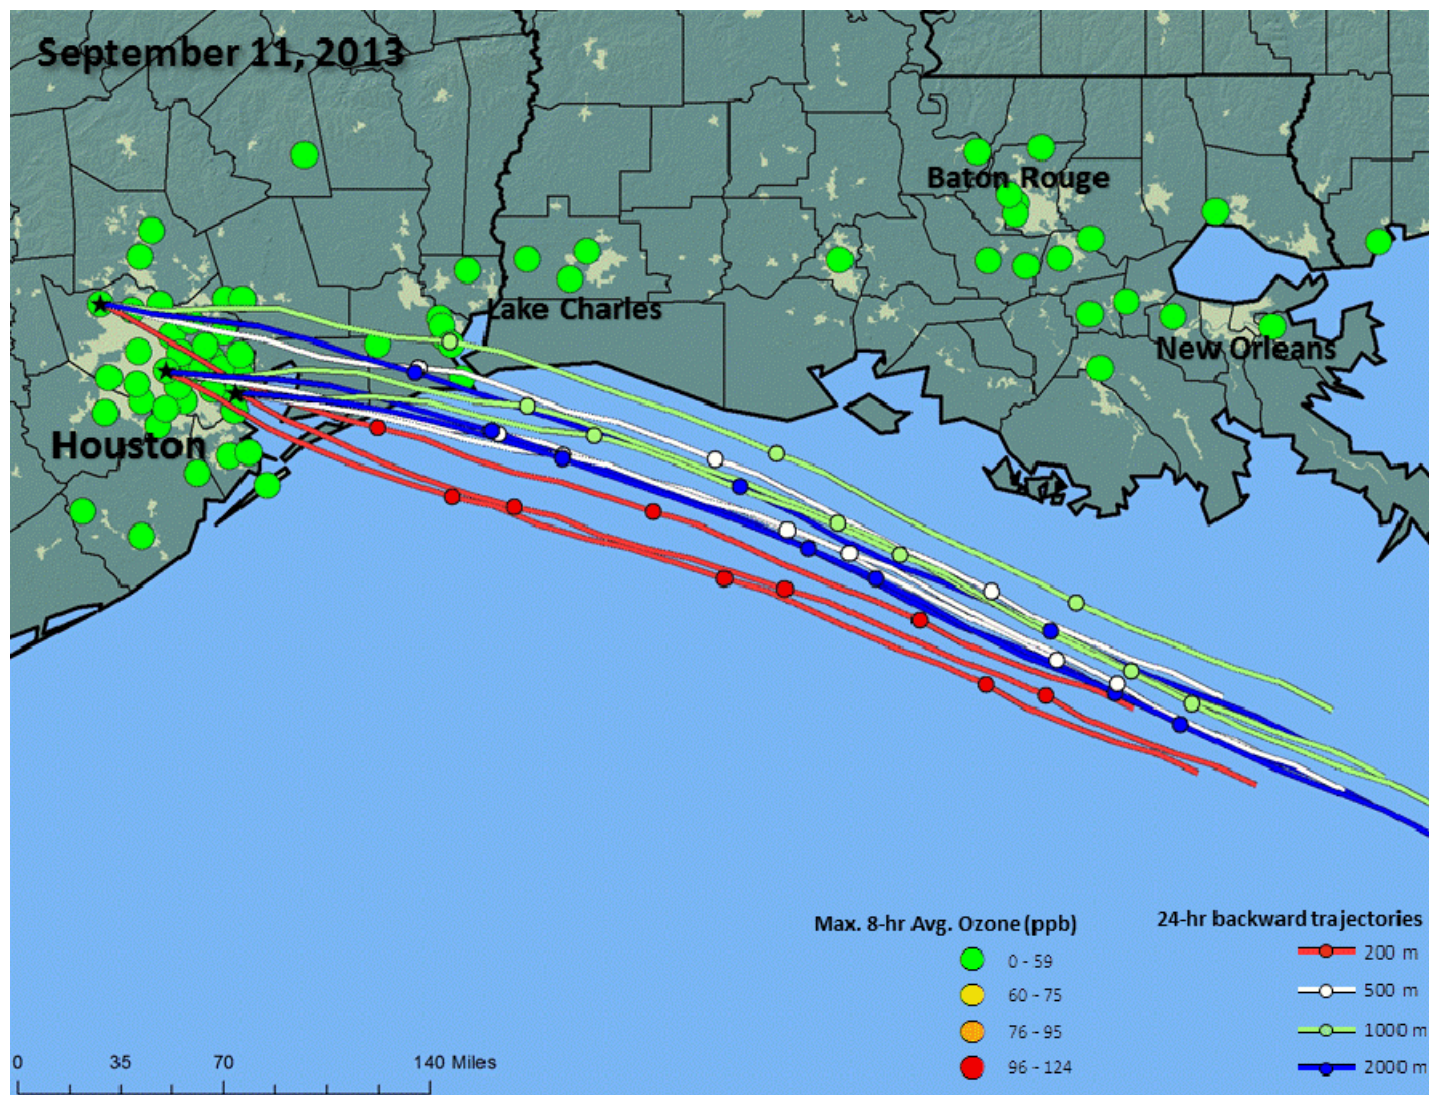 September 11, 2013
Baton Rouge
Lake Charles
New Orleans
Houston
Max. 8-hr Avg. Ozone (ppb)
0 - 59
60 - 75
76 - 95
96 - 124
24-hr backward trajectories
200 m
500 m
1000 m
2000 m
0 35 70 140 Miles